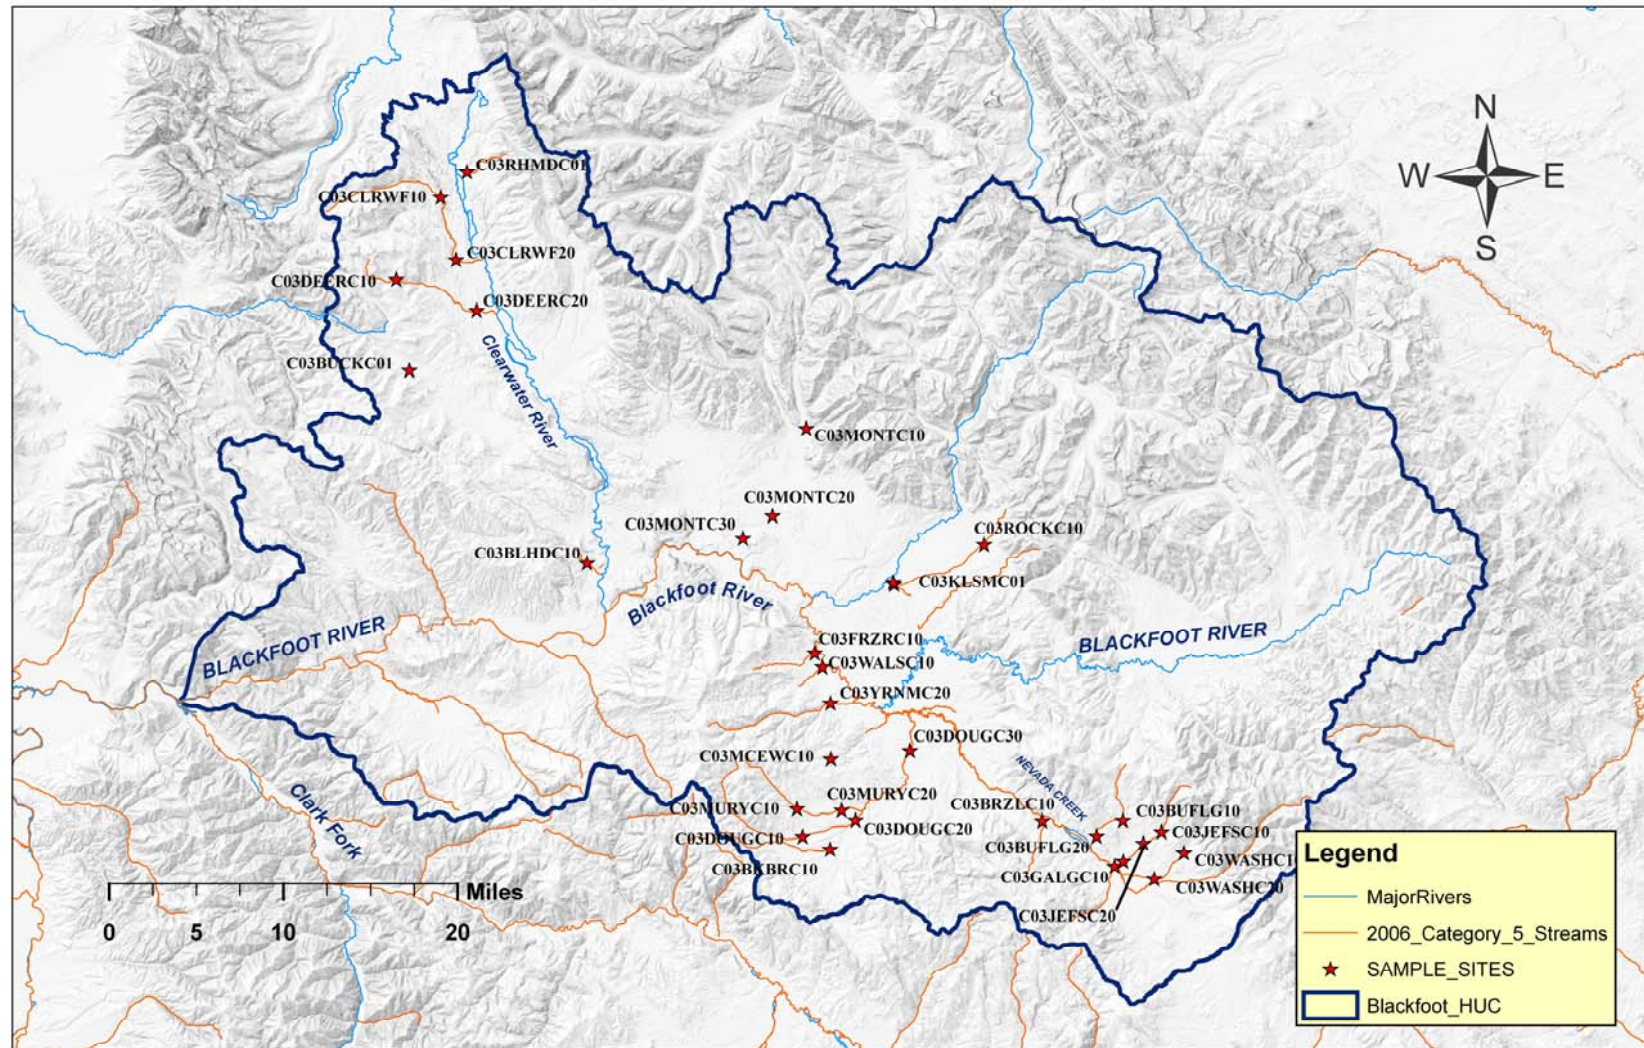 N
W
E
S
C03RHMDC01
C03CLRWF10
C03CLRWF20
C03DEERC10
C03DEERC20
C03BUCKC01
Clearwater River
C03MONTC10
C03MONTC20
C03MONTC30
C03ROCKC10
C03BLHDC10
C03KLSMC01
Blackfoot River
BLACKFOOT RIVER
BLACKFOOT RIVER
C03FRZRC10
C03WALSC10
C03YRNMC20
C03DOUGC30
C03MCEWC10
NEVADA CREEK
C03MURYC10
C03MURYC20
C03BRZLC10
C03BUFLG10
C03DOUGC20
C03JEFSC10
C03DOUGC10
C03BUFLG20
C03WASHC10
C03BKBRC10
C03GALGC10
C03WASHC20
C03JEFSC20
Clark Fork
Miles
0 5 10 20
Legend
MajorRivers
2006_Category_5_Streams
SAMPLE_SITES
Blackfoot_HUC